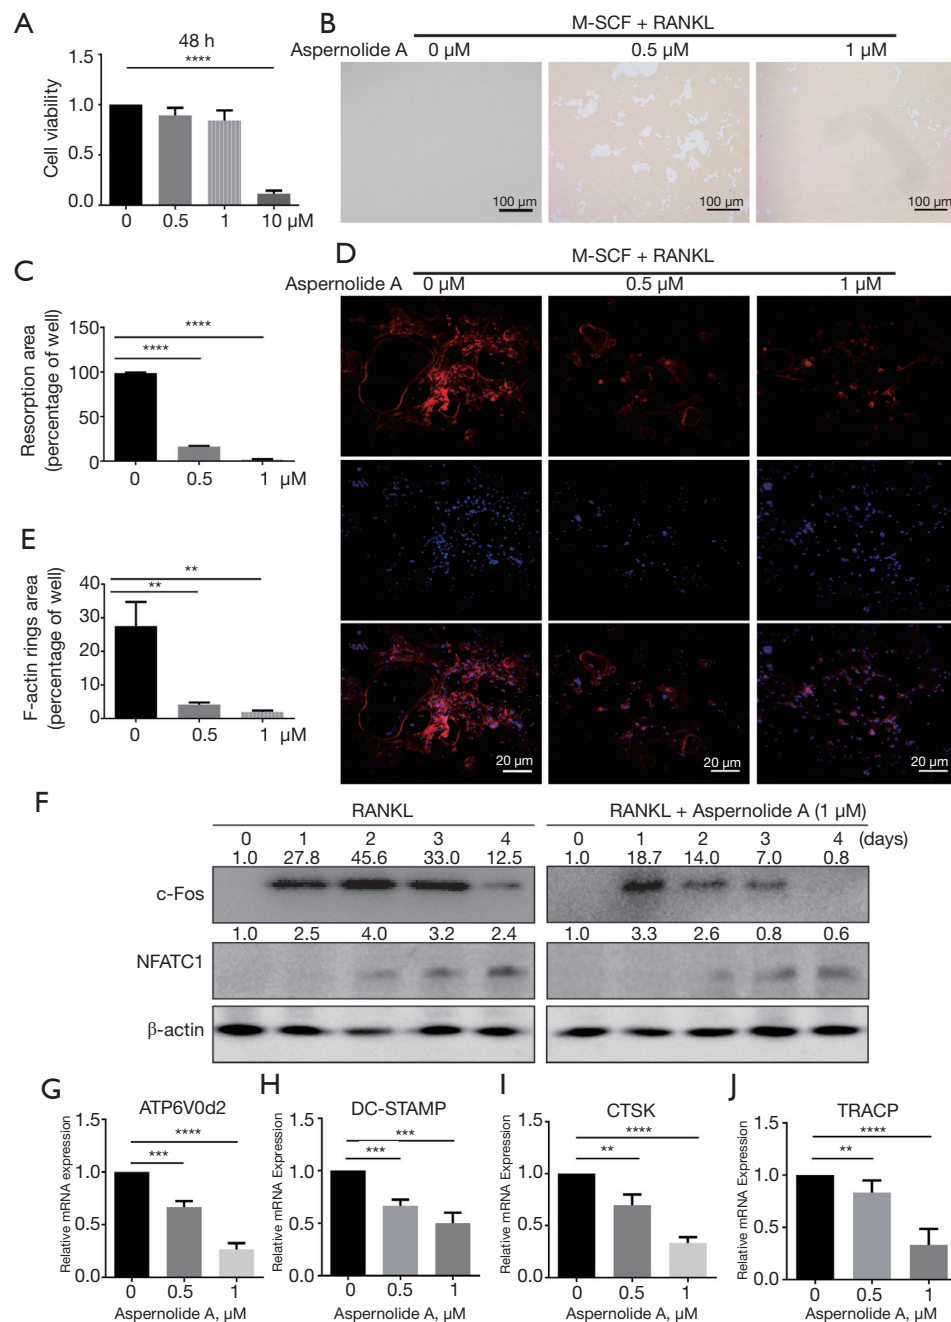 A
48 h
****
Cell viability
1.5
1.0
0.5
0.0
0 0.5 1 10 μM
B
M-SCF + RANKL
Aspernolide A 0 μM 0.5 μM 1 μM
100 μm 100 μm 100 μm
C
Resorption area
(percentage of well)
150
100
50
0
****
****
0 0.5 1 μM
D
M-SCF + RANKL
Aspernolide A 0 μM 0.5 μM 1 μM
20 μm 20 μm 20 μm
E
F-actin rings area
(percentage of well)
40
30
20
10
0
**
**
0 0.5 1 μM
F
RANKL RANKL + Aspernolide A (1 μM)
0 1 2 3 4 0 1 2 3 4 (days)
1.0 27.8 45.6 33.0 12.5 1.0 18.7 14.0 7.0 0.8
c-Fos
1.0 2.5 4.0 3.2 2.4 1.0 3.3 2.6 0.8 0.6
NFATC1
β-actin
G
ATP6V0d2
Relative mRNA expression
1.5
1.0
0.5
0.0
****
***
0 0.5 1
Aspernolide A, μM
H
DC-STAMP
Relative mRNA Expression
1.5
1.0
0.5
0.0
***
***
0 0.5 1
Aspernolide A, μM
I
CTSK
Relative mRNA Expression
1.5
1.0
0.5
0.0
****
**
0 0.5 1
Aspernolide A, μM
J
TRACP
Relative mRNA Expression
1.5
1.0
0.5
0.0
****
**
0 0.5 1
Aspernolide A, μM